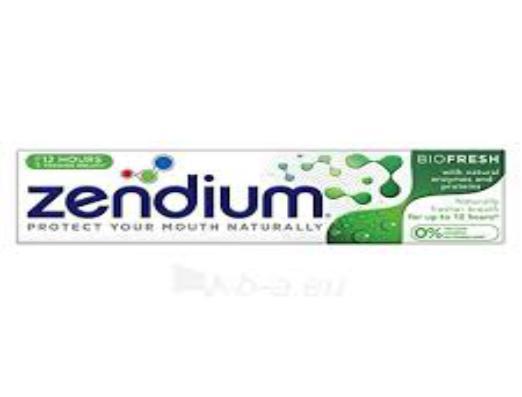 12 HOURS
zendium
PROTECT YOUR MOUTH NATURALLY
BIOFRESH
with natural
enzymes and
proteins
Naturally
fresher breath
for up to 12 hours*
0%